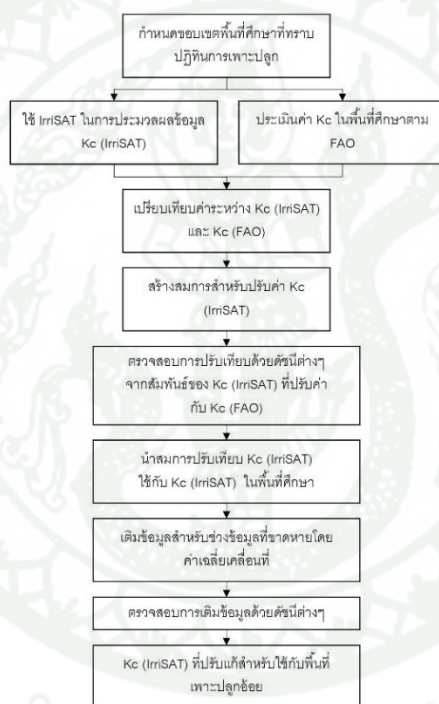 กำหนดขอบเขตพื้นที่ศึกษาที่ทราบ
ปฏิทินการเพาะปลูก
ใช้ IrriSAT ในการประมวลผลข้อมูล
Kc (IrriSAT)
ประเมินค่า Kc ในพื้นที่ศึกษาตาม
FAO
เปรียบเทียบค่าระหว่าง Kc (IrriSAT)
และ Kc (FAO)
สร้างสมการสำหรับปรับค่า Kc
(IrriSAT)
ตรวจสอบการปรับเทียบด้วยดัชนีต่างๆ
จากสัมพันธ์ของ Kc (IrriSAT) ที่ปรับค่า
กับ Kc (FAO)
นำสมการปรับเทียบ Kc (IrriSAT)
ใช้กับ Kc (IrriSAT) ในพื้นที่ศึกษา
เติมข้อมูลสำหรับช่วงข้อมูลที่ขาดหายโดย
ค่าเฉลี่ยเคลื่อนที่
ตรวจสอบการเติมข้อมูลด้วยดัชนีต่างๆ
Kc (IrriSAT) ที่ปรับแก้สำหรับใช้กับพื้นที่
เพาะปลูกอ้อย